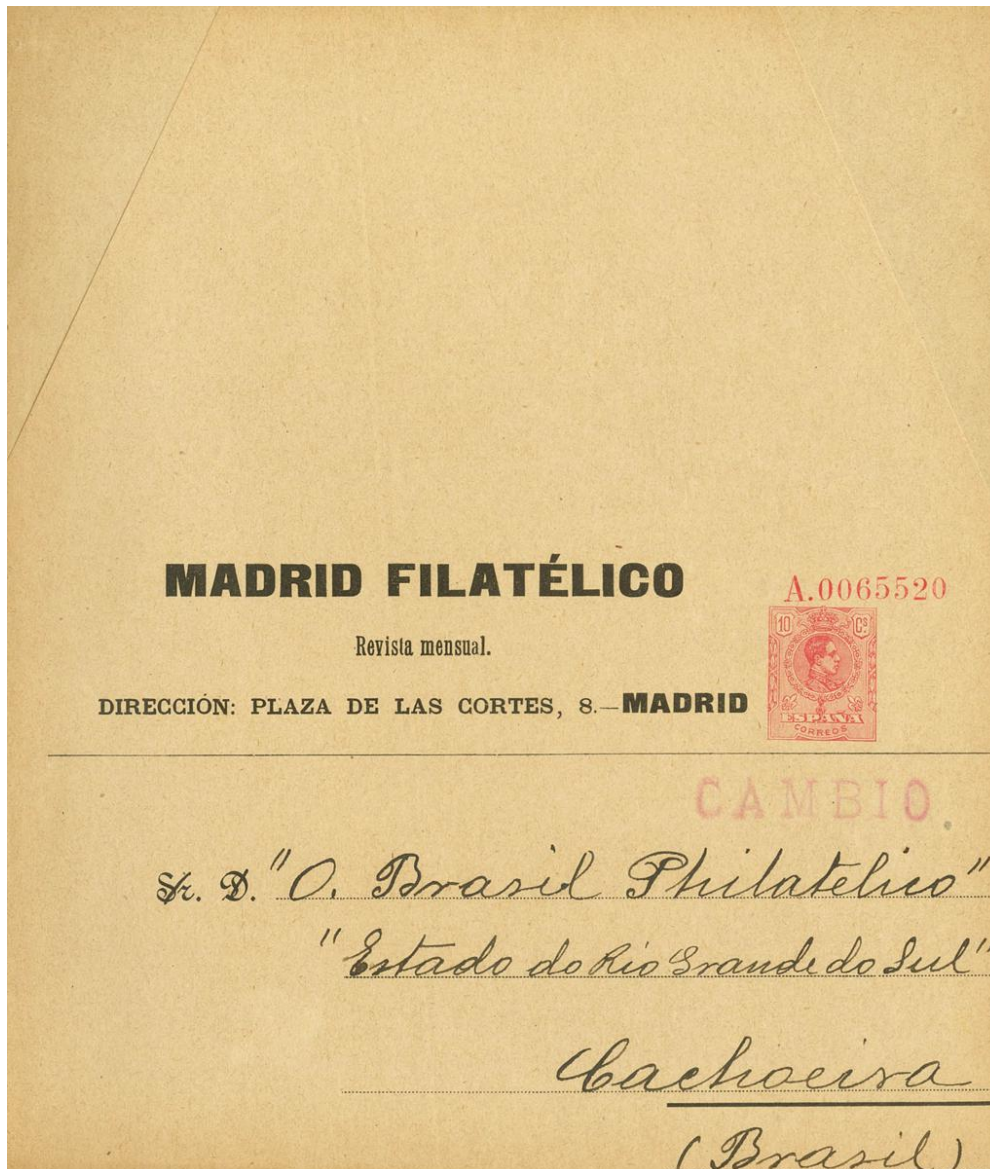 MADRID FILATÉLICO
A.0065520
Revista mensual.
10 Cs.
DIRECCIÓN: PLAZA DE LAS CORTES, 8.—MADRID
ESPAÑA
CORREOS
CAMBIO
Sr. D. "O. Brasil Philatelico"
"Estado do Rio Grande do Sul"
Cachoeira
(Brasil)